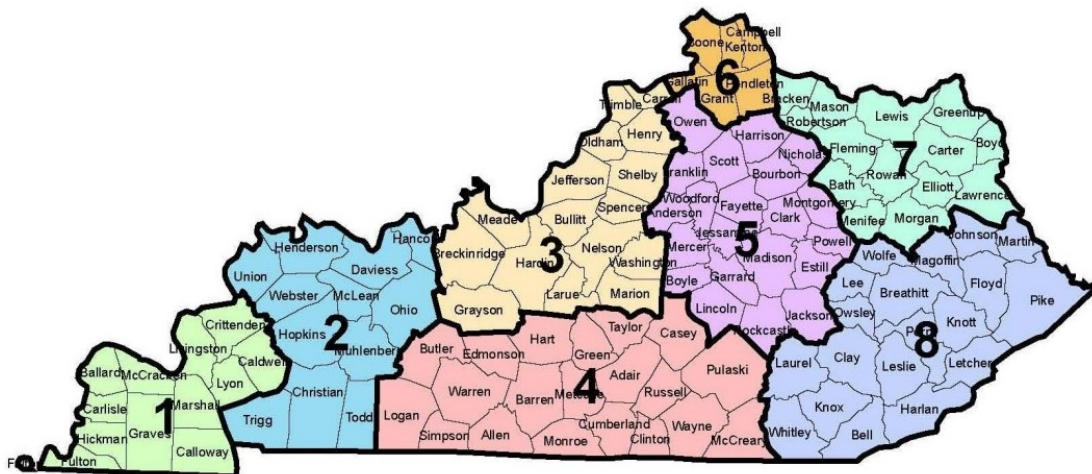 Boone
Campbell
Kenton
6
Gallatin
Pendleton
Grant
Carroll
Trimble
Owen
Bracken
Mason
Robertson
Lewis
Greenup
Henry
Oldham
Harrison
Nicholas
Fleming
Carter
Boyd
7
Scott
Franklin
Bourbon
Rowan
Shelby
Jefferson
Bath
Elliott
Lawrence
Woodford
Fayette
Montgomery
Spencer
Anderson
Clark
Menifee
Morgan
Meade
Bullitt
Jessamine
5
Powell
Johnson
Martin
Hancock
Henderson
Breckinridge
3
Nelson
Mercer
Madison
Wolfe
Magoffin
Hardin
Washington
Estill
Daviess
Union
Boyle
Garrard
Lee
Floyd
Webster
McLean
Larue
Marion
Breathitt
Pike
Ohio
Grayson
Lincoln
Jackson
Owsley
Knott
Hopkins
2
Crittenden
Rockcastle
Perry
8
Taylor
Casey
Hart
Muhlenberg
Livingston
Butler
Edmonson
Green
Clay
Laurel
Leslie
Letcher
Caldwell
Pulaski
Ballard
McCracken
Adair
Lyon
Christian
Warren
Barren
Metcalfe
4
Russell
Carlisle
Marshall
Knox
Harlan
1
Trigg
Todd
Logan
Graves
Cumberland
Wayne
Whitley
Bell
Hickman
Simpson
Allen
Monroe
Clinton
McCreary
Calloway
Fulton
Fulton